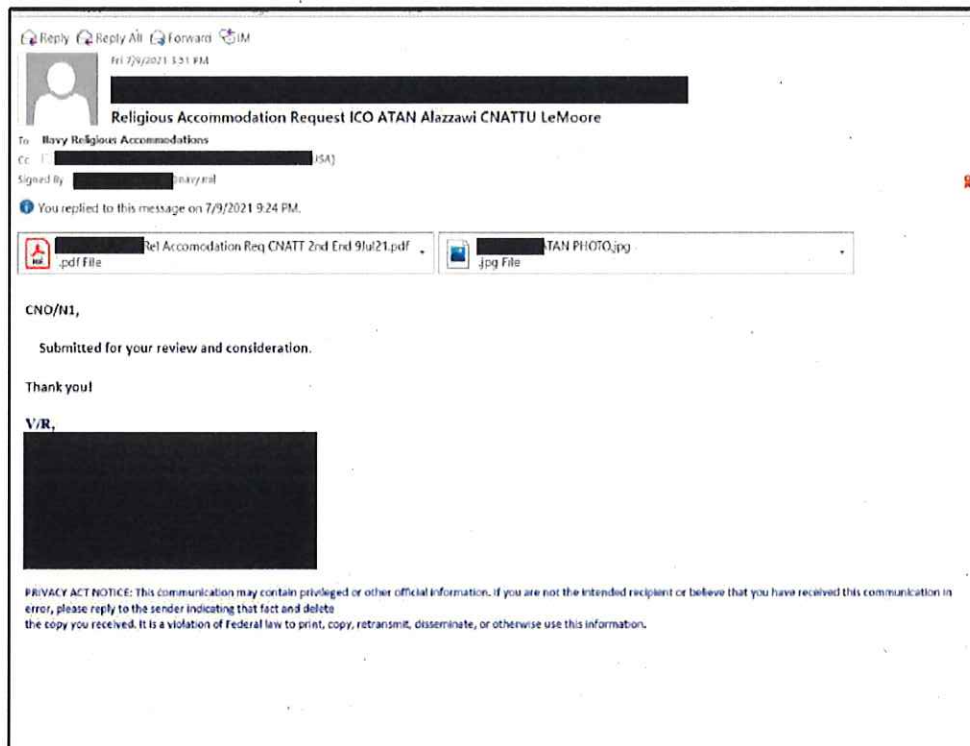 Reply Reply All Forward IM
Fri 7/9/2021 3:51 PM
Religious Accommodation Request ICO ATAN Alazzawi CNATTU LeMoore
To Navy Religious Accommodations
Cc USA)
Signed By navy.mil
You replied to this message on 7/9/2021 9:24 PM.
Rel Accomodation Req CNATT 2nd End 9Jul21.pdf
.pdf File
ATAN PHOTO.jpg
.jpg File
CNO/N1,
Submitted for your review and consideration.
Thank you!
V/R,
PRIVACY ACT NOTICE: This communication may contain privileged or other official information. If you are not the intended recipient or believe that you have received this communication in
error, please reply to the sender indicating that fact and delete
the copy you received. It is a violation of Federal law to print, copy, retransmit, disseminate, or otherwise use this information.